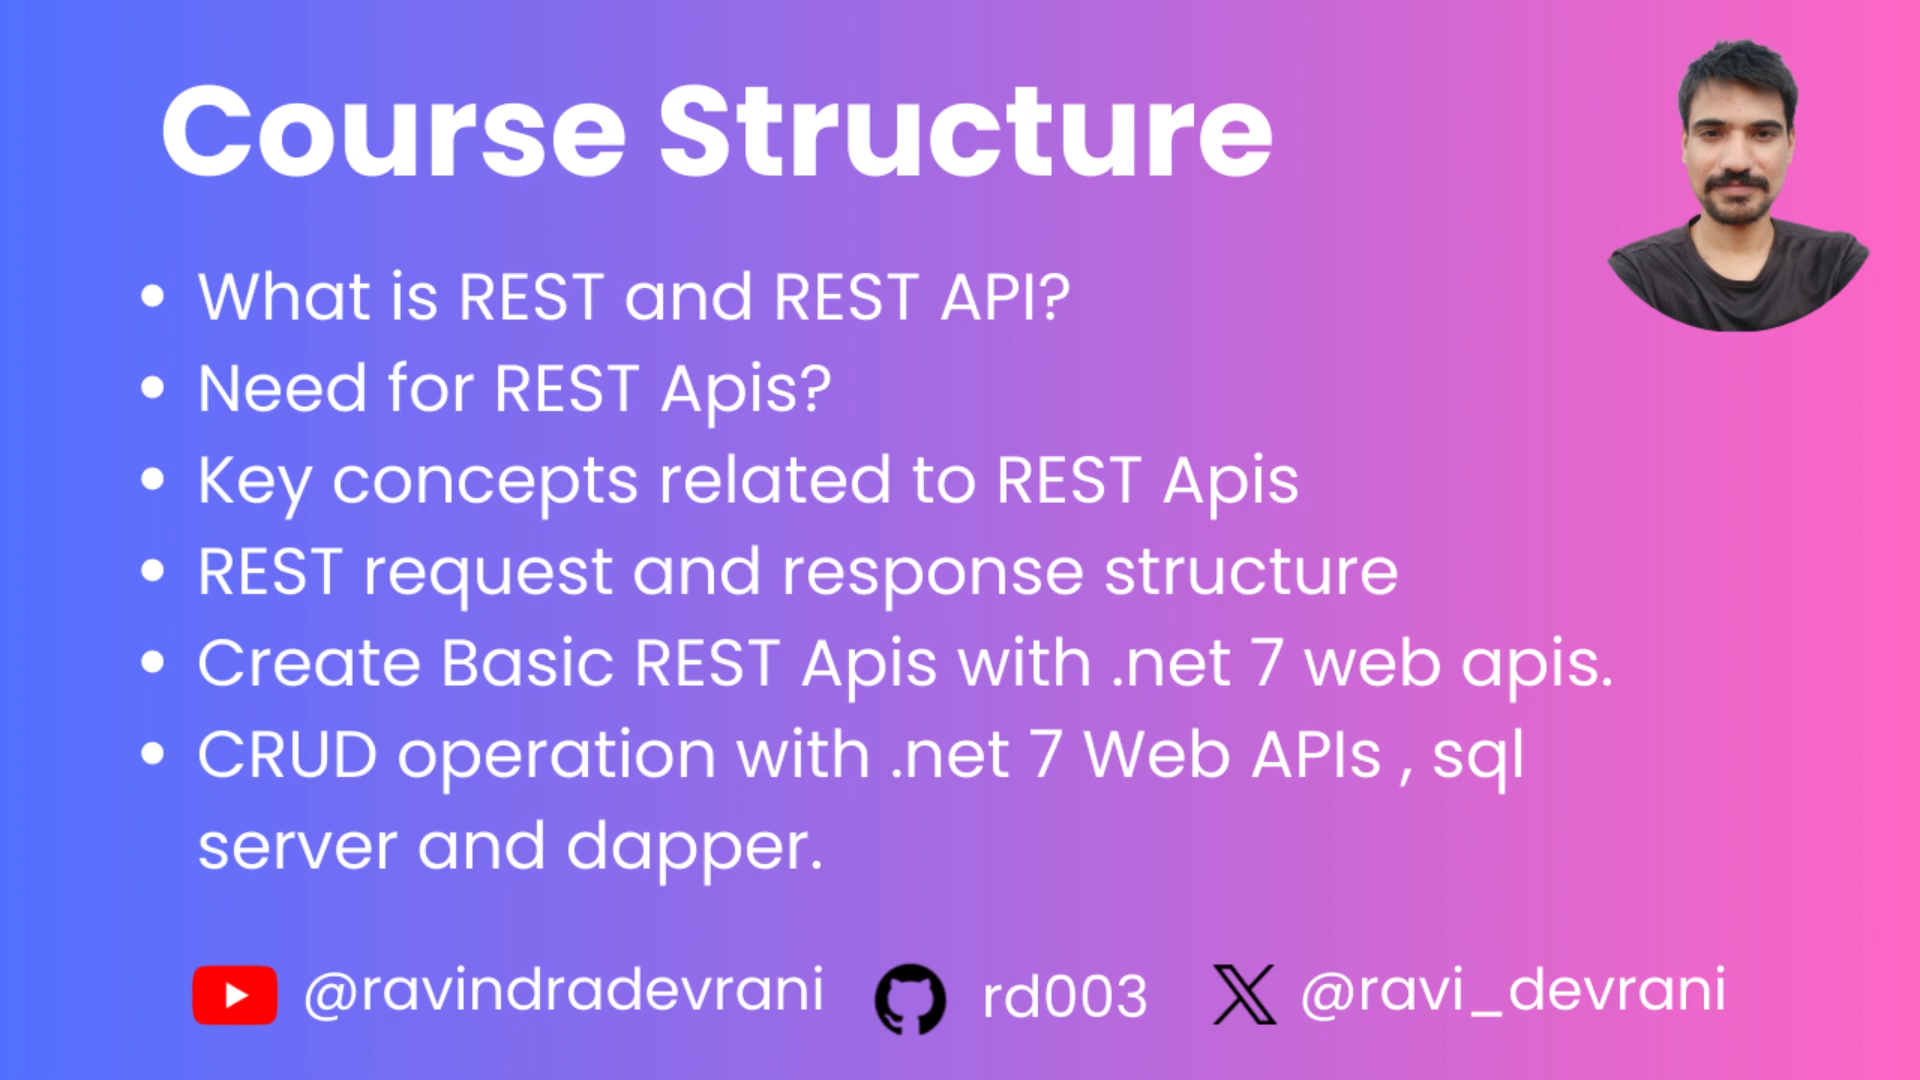 Course Structure
• What is REST and REST API?
• Need for REST Apis?
• Key concepts related to REST Apis
• REST request and response structure
• Create Basic REST Apis with .net 7 web apis.
• CRUD operation with .net 7 Web APIs , sql
server and dapper.
@ravindradevrani rd003 @ravi_devrani